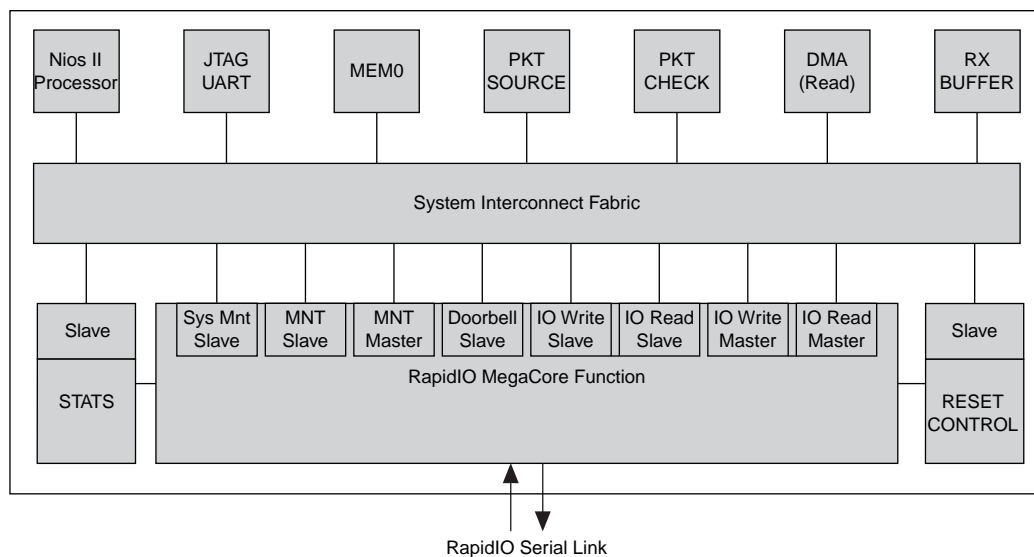 Nios II
Processor
JTAG
UART
MEM0
PKT
SOURCE
PKT
CHECK
DMA
(Read)
RX
BUFFER
System Interconnect Fabric
Slave
Sys Mnt
Slave
MNT
Slave
MNT
Master
Doorbell
Slave
IO Write
Slave
IO Read
Slave
IO Write
Master
IO Read
Master
Slave
RapidIO MegaCore Function
STATS
RESET
CONTROL
RapidIO Serial Link